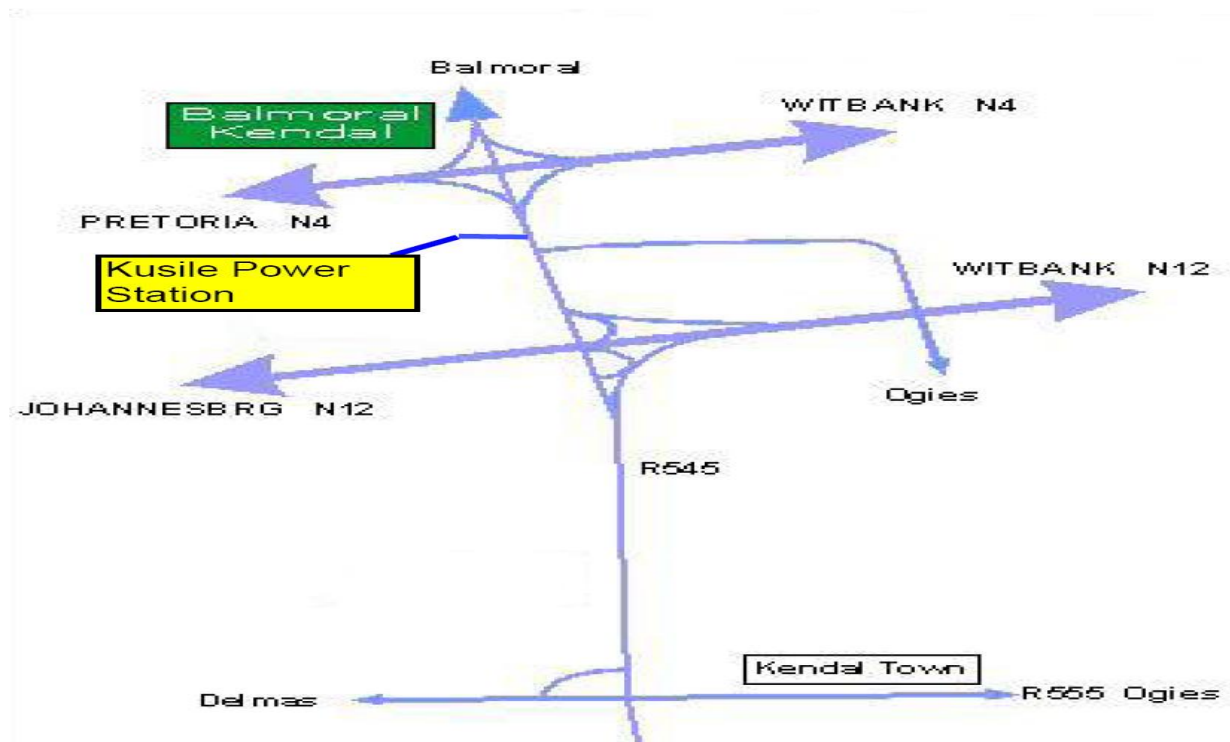 Balmoral
WITBANK N4
Balmoral
Kendal
PRETORIA N4
Kusile Power
Station
WITBANK N12
JOHANNESBRG N12
Ogies
R545
Kendal Town
Delmas
R555 Ogies